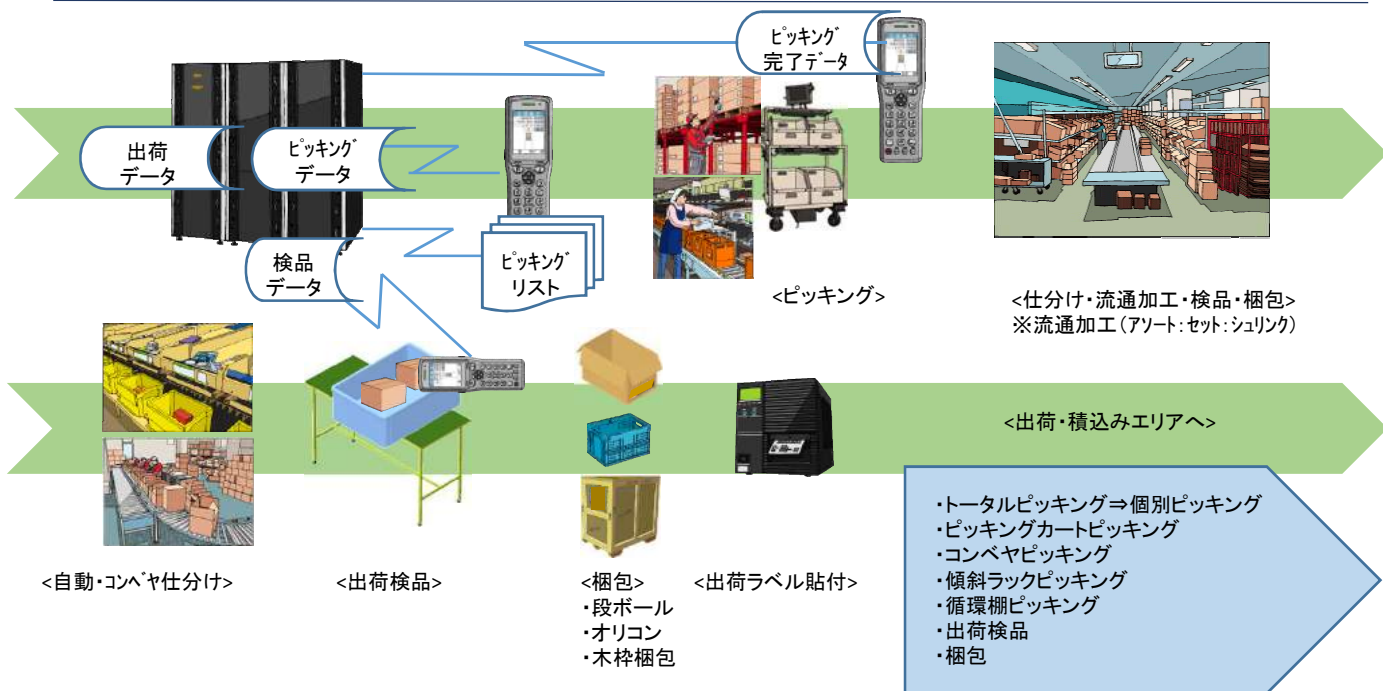 ピッキング
完了データ
出荷
データ
ピッキング
データ
検品
データ
ピッキング
リスト
<ピッキング>
<仕分け・流通加工・検品・梱包>
※流通加工(アソート:セット:シュリンク)
<出荷・積込みエリアへ>
<自動・コンベヤ仕分け>
<出荷検品>
<梱包>
・段ボール
・オリコン
・木枠梱包
<出荷ラベル貼付>
・トータルピッキング⇒個別ピッキング
・ピッキングカートピッキング
・コンベヤピッキング
・傾斜ラックピッキング
・循環棚ピッキング
・出荷検品
・梱包